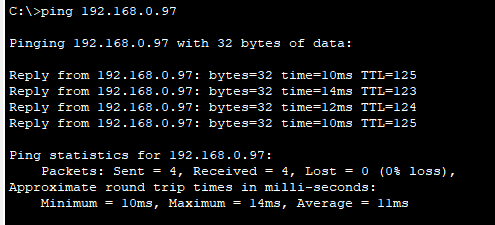 C:\>ping 192.168.0.97
Pinging 192.168.0.97 with 32 bytes of data:
Reply from 192.168.0.97: bytes=32 time=10ms TTL=125
Reply from 192.168.0.97: bytes=32 time=14ms TTL=123
Reply from 192.168.0.97: bytes=32 time=12ms TTL=124
Reply from 192.168.0.97: bytes=32 time=10ms TTL=125
Ping statistics for 192.168.0.97:
    Packets: Sent = 4, Received = 4, Lost = 0 (0% loss),
Approximate round trip times in milli-seconds:
    Minimum = 10ms, Maximum = 14ms, Average = 11ms